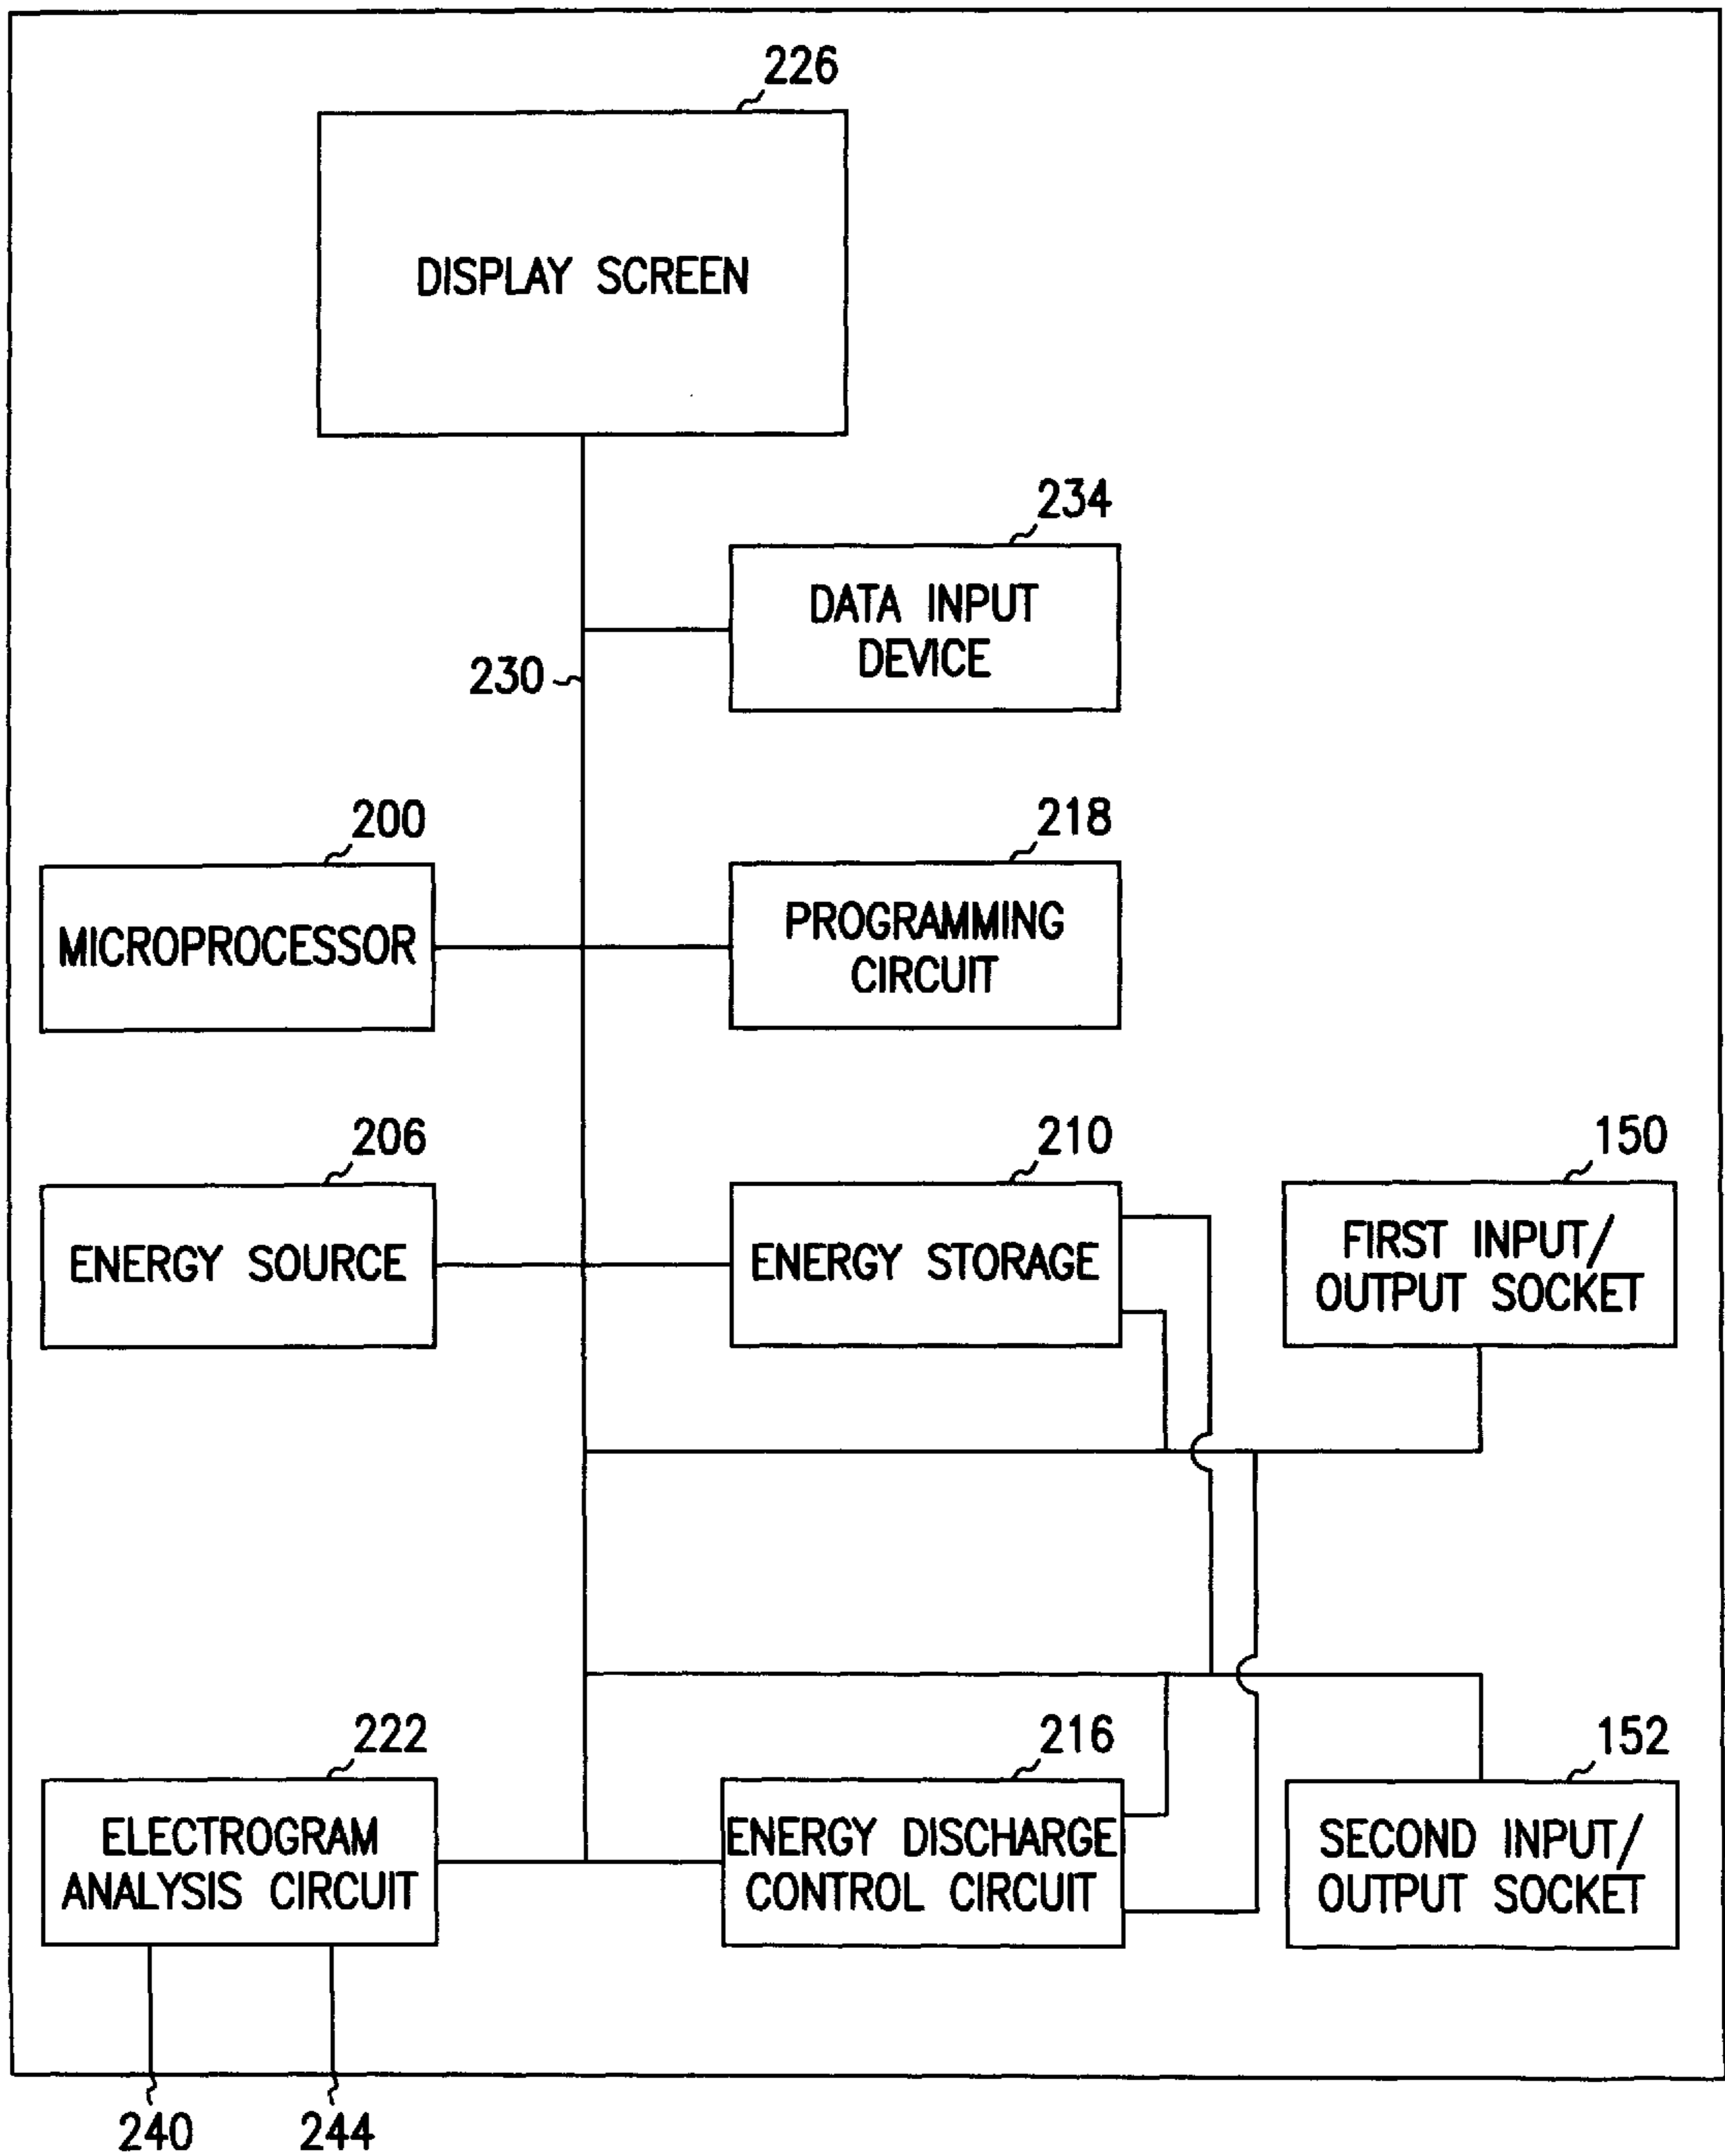 226
DISPLAY SCREEN
234
DATA INPUT
DEVICE
230
200
MICROPROCESSOR
218
PROGRAMMING
CIRCUIT
206
ENERGY SOURCE
210
ENERGY STORAGE
150
FIRST INPUT/
OUTPUT SOCKET
222
ELECTROGRAM
ANALYSIS CIRCUIT
216
ENERGY DISCHARGE
CONTROL CIRCUIT
152
SECOND INPUT/
OUTPUT SOCKET
240
244